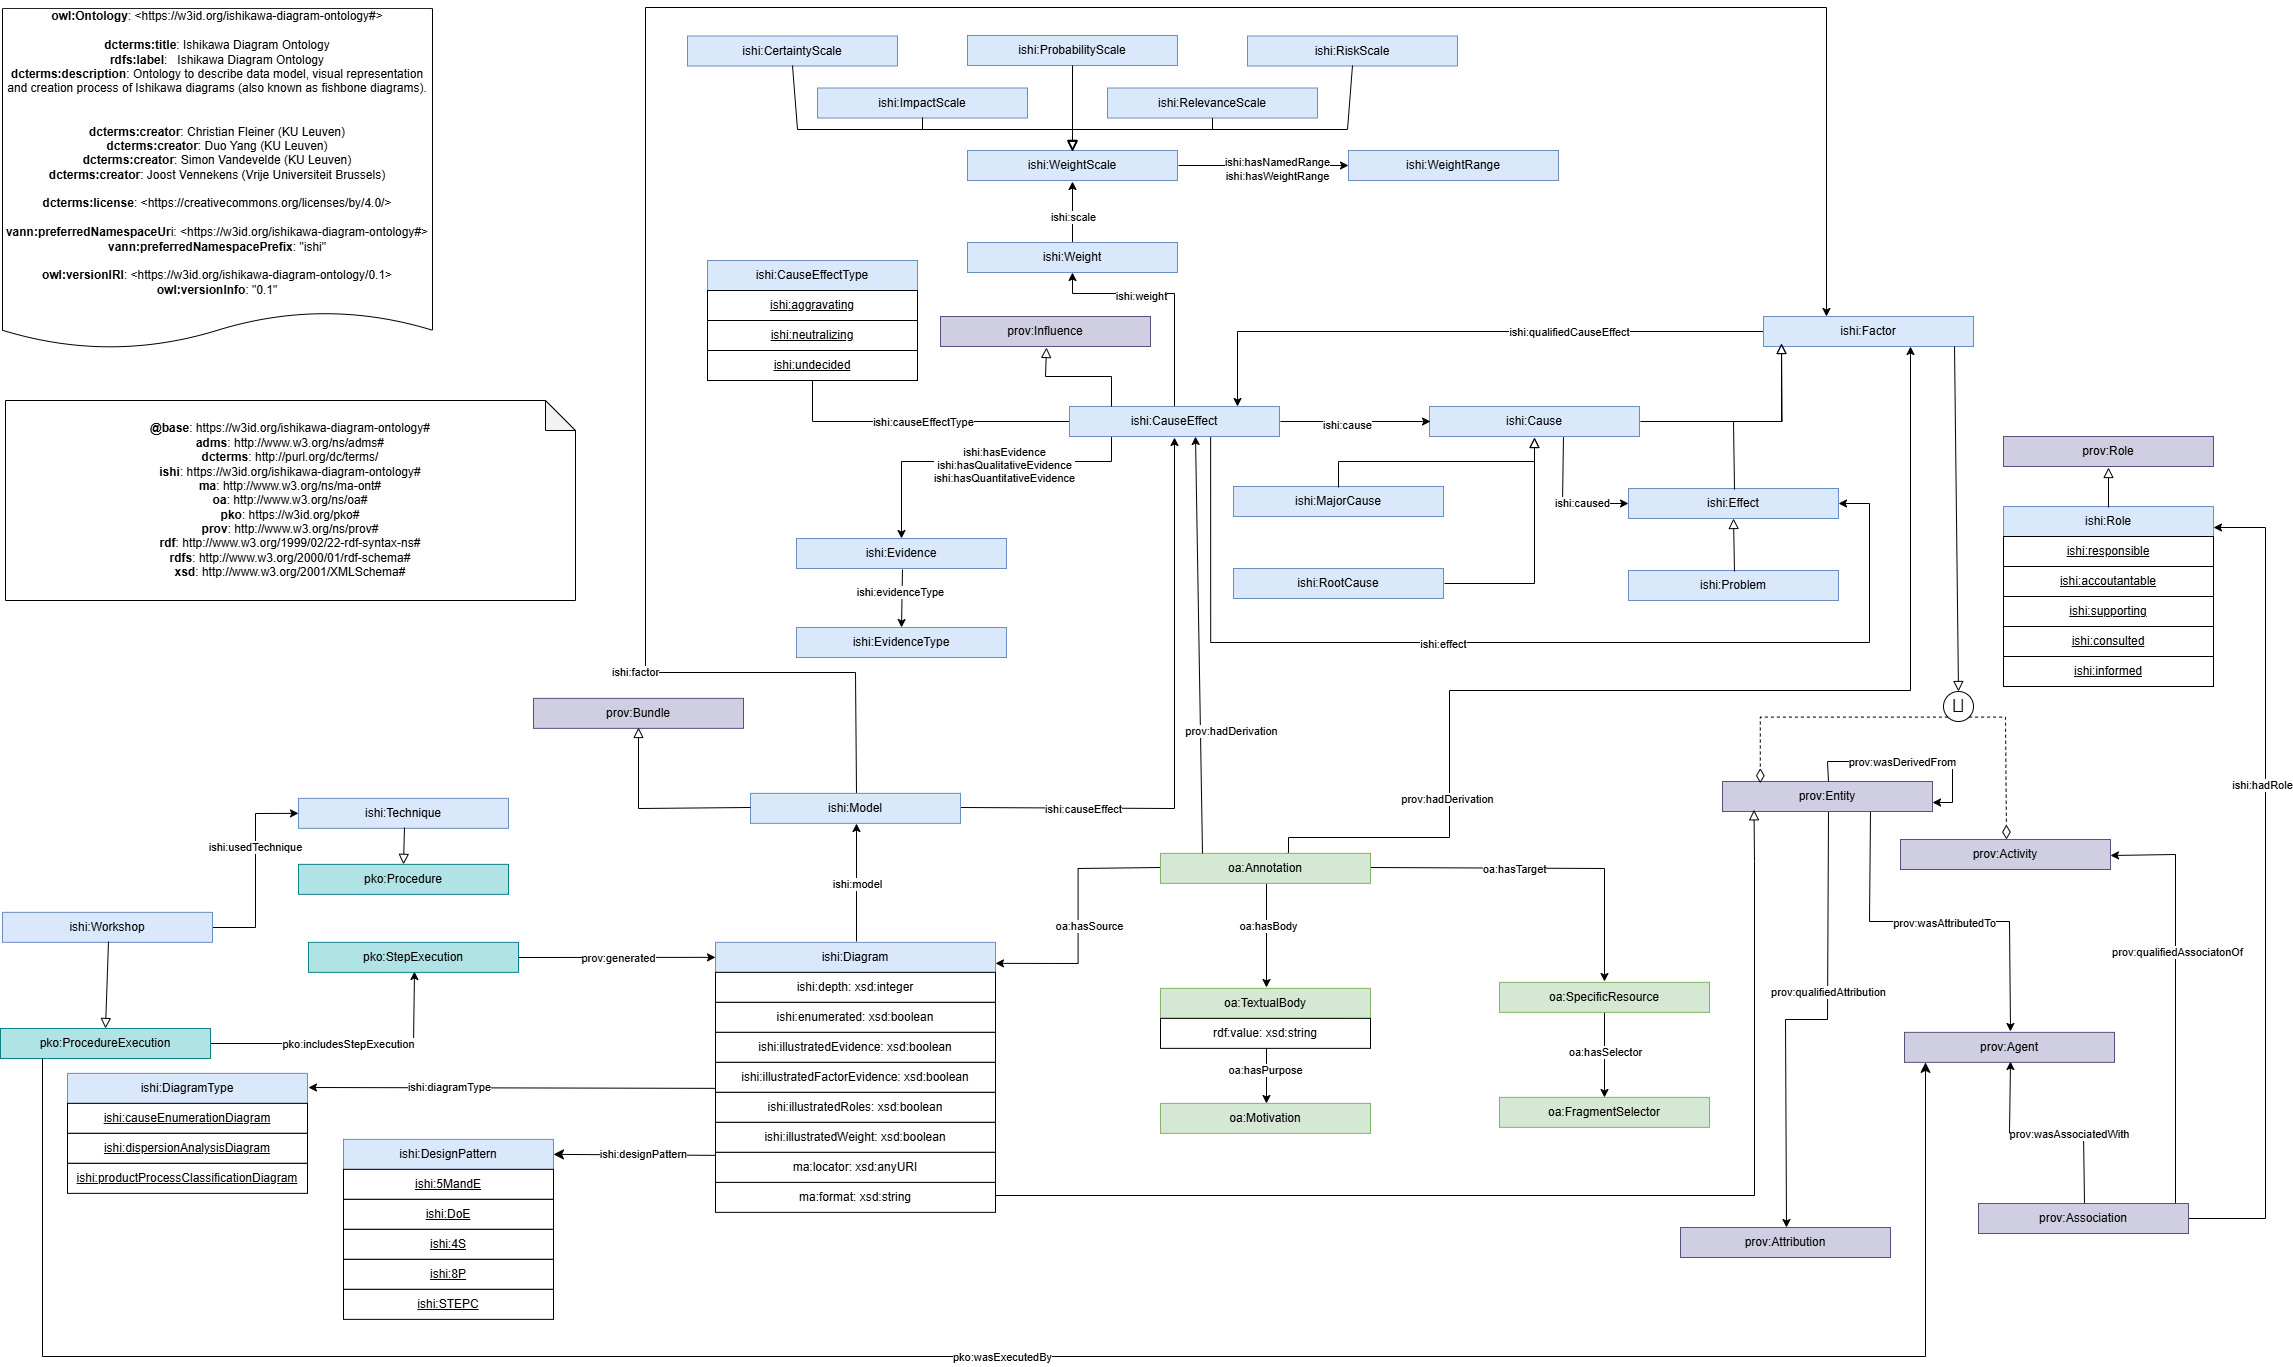 owl:Ontology: <https://w3id.org/ishikawa-diagram-ontology#>
dcterms:title: Ishikawa Diagram Ontology
rdfs:label: Ishikawa Diagram Ontology
dcterms:description: Ontology to describe data model, visual representation
and creation process of Ishikawa diagrams (also known as fishbone diagrams).
dcterms:creator: Christian Fleiner (KU Leuven)
dcterms:creator: Duo Yang (KU Leuven)
dcterms:creator: Simon Vandevelde (KU Leuven)
dcterms:creator: Joost Vennekens (Vrije Universiteit Brussels)
dcterms:license: <https://creativecommons.org/licenses/by/4.0/>
vann:preferredNamespaceUri: <https://w3id.org/ishikawa-diagram-ontology#>
vann:preferredNamespacePrefix: "ishi"
owl:versionIRI: <https://w3id.org/ishikawa-diagram-ontology/0.1>
owl:versionInfo: "0.1"
@base: https://w3id.org/ishikawa-diagram-ontology#
adms: http://www.w3.org/ns/adms#
dcterms: http://purl.org/dc/terms/
ishi: https://w3id.org/ishikawa-diagram-ontology#
ma: http://www.w3.org/ns/ma-ont#
oa: http://www.w3.org/ns/oa#
pko: https://w3id.org/pko#
prov: http://www.w3.org/ns/prov#
rdf: http://www.w3.org/1999/02/22-rdf-syntax-ns#
rdfs: http://www.w3.org/2000/01/rdf-schema#
xsd: http://www.w3.org/2001/XMLSchema#
ishi:CertaintyScale
ishi:ProbabilityScale
ishi:RiskScale
ishi:ImpactScale
ishi:RelevanceScale
ishi:WeightScale
ishi:hasNamedRange
ishi:hasWeightRange
ishi:WeightRange
ishi:scale
ishi:Weight
ishi:weight
ishi:CauseEffectType
ishi:aggravating
ishi:neutralizing
ishi:undecided
prov:Influence
ishi:qualifiedCauseEffect
ishi:Factor
ishi:causeEffectType
ishi:CauseEffect
ishi:cause
ishi:Cause
ishi:hasEvidence
ishi:hasQualitativeEvidence
ishi:hasQuantitativeEvidence
ishi:MajorCause
ishi:caused
ishi:Effect
ishi:Evidence
ishi:evidenceType
ishi:EvidenceType
ishi:RootCause
ishi:Problem
ishi:effect
prov:Role
ishi:Role
ishi:responsible
ishi:accoutantable
ishi:supporting
ishi:consulted
ishi:informed
ishi:factor
prov:Bundle
prov:hadDerivation
⊔
prov:wasDerivedFrom
prov:Entity
ishi:hadRole
ishi:Model
ishi:causeEffect
prov:hadDerivation
ishi:Technique
ishi:usedTechnique
pko:Procedure
prov:Activity
ishi:model
oa:Annotation
oa:hasTarget
ishi:Workshop
oa:hasSource
oa:hasBody
prov:wasAttributedTo
pko:StepExecution
prov:generated
ishi:Diagram
ishi:depth: xsd:integer
ishi:enumerated: xsd:boolean
ishi:illustratedEvidence: xsd:boolean
ishi:illustratedFactorEvidence: xsd:boolean
ishi:illustratedRoles: xsd:boolean
ishi:illustratedWeight: xsd:boolean
ma:locator: xsd:anyURI
ma:format: xsd:string
prov:qualifiedAssociatonOf
prov:qualifiedAttribution
oa:TextualBody
rdf:value: xsd:string
oa:SpecificResource
oa:hasSelector
oa:hasPurpose
oa:Motivation
oa:FragmentSelector
pko:ProcedureExecution
pko:includesStepExecution
prov:Agent
ishi:DiagramType
ishi:causeEnumerationDiagram
ishi:dispersionAnalysisDiagram
ishi:productProcessClassificationDiagram
ishi:diagramType
ishi:DesignPattern
ishi:5MandE
ishi:DoE
ishi:4S
ishi:8P
ishi:STEPC
ishi:designPattern
prov:wasAssociatedWith
prov:Association
prov:Attribution
pko:wasExecutedBy